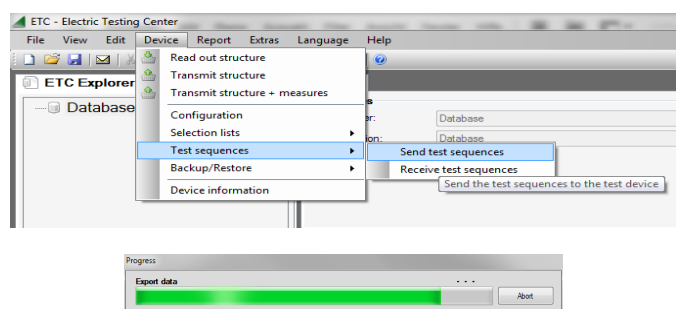 ETC - Electric Testing Center
File View Edit Device Report Extras Language Help
Read out structure
ETC Explorer
Transmit structure
Transmit structure + measures
Database
Configuration
er: Database
Selection lists
ion: Database
Test sequences
Send test sequences
Backup/Restore
Receive test sequences
Send the test sequences to the test device
Device information
Progress
Export data ...
Abort